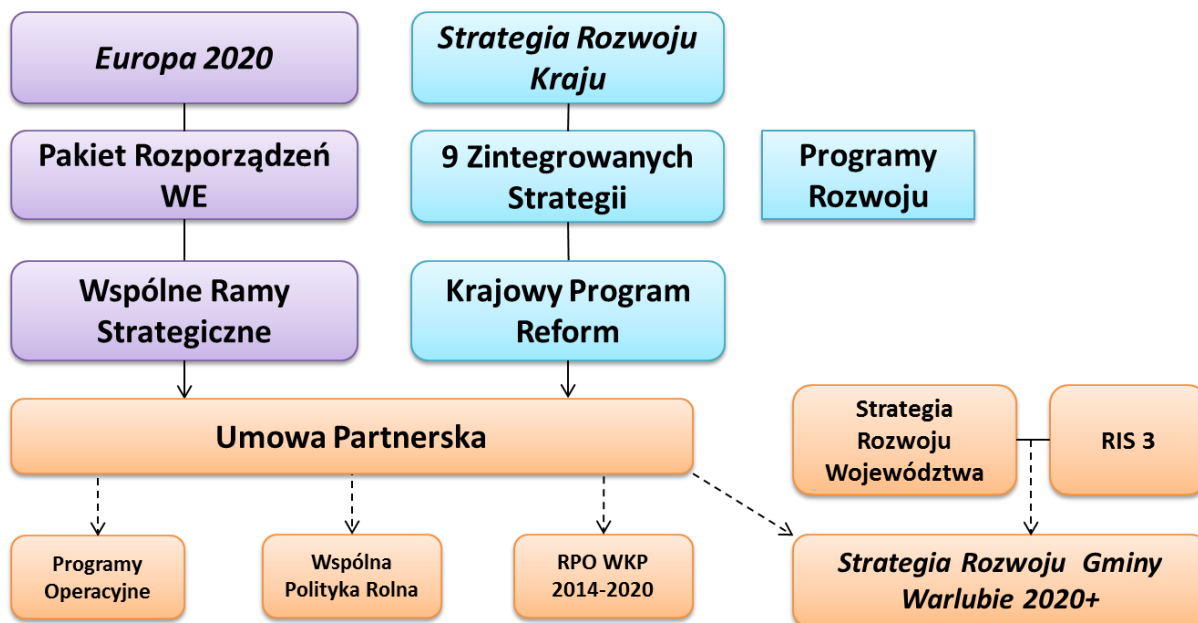 Europa 2020
Strategia Rozwoju
Kraju
Pakiet Rozporządzeń
WE
9 Zintegrowanych
Strategii
Programy
Rozwoju
Wspólne Ramy
Strategiczne
Krajowy Program
Reform
Umowa Partnerska
Strategia
Rozwoju
Województwa
RIS 3
Programy
Operacyjne
Wspólna
Polityka Rolna
RPO WKP
2014-2020
Strategia Rozwoju Gminy
Warlubie 2020+